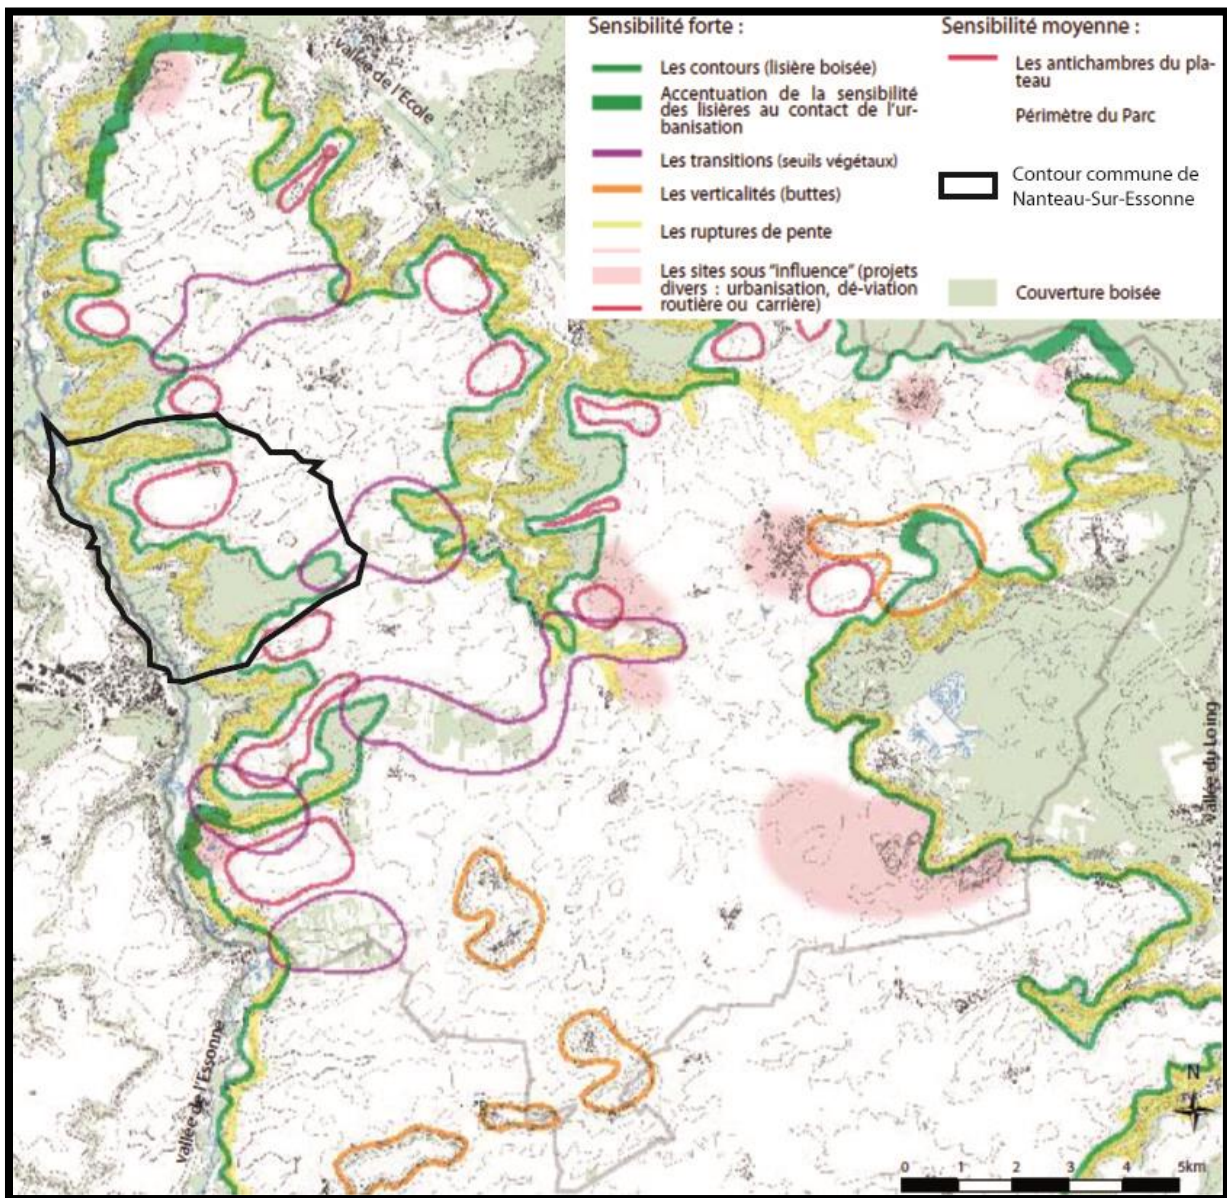 Sensibilité forte :
Les contours (lisière boisée)
Accentuation de la sensibilité
des lisières au contact de l'ur-
banisation
Les transitions (seuils végétaux)
Les verticalités (buttes)
Les ruptures de pente
Les sites sous "influence" (projets
divers : urbanisation, dé-viation
routière ou carrière)
Sensibilité moyenne :
Les antichambres du pla-
teau
Périmètre du Parc
Contour commune de
Nanteau-Sur-Essonne
Couverture boisée
vallée de l'Ecole
vallée du Loing
vallée de l'Essonne
N
0 1 2 3 4 5km